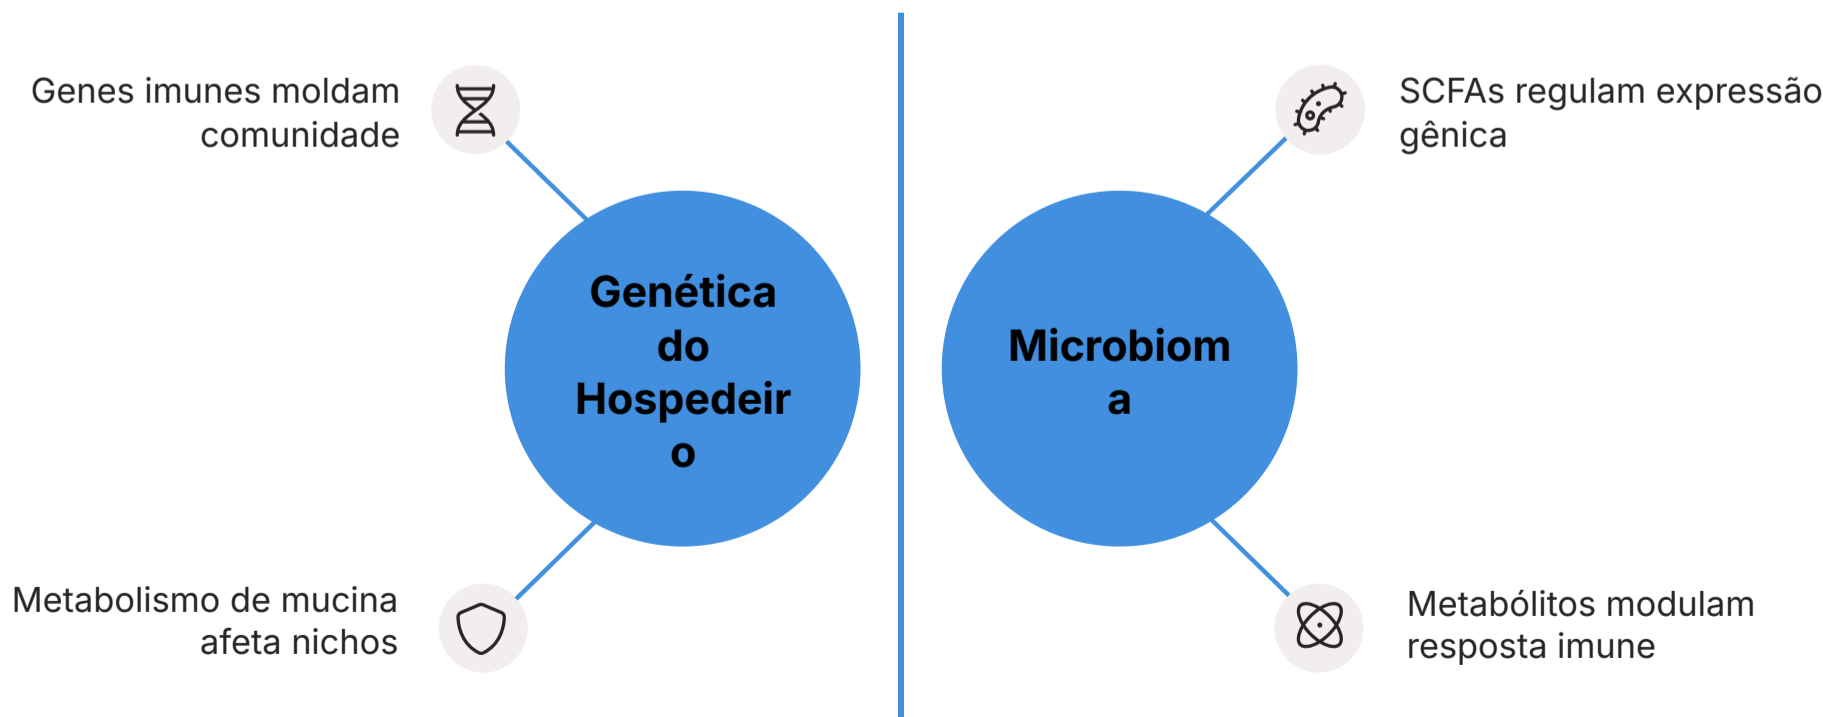 Genes imunes moldam
comunidade
Metabolismo de mucina
afeta nichos
Genética
do
Hospedeir
o
Microbiom
a
SCFAs regulam expressão
gênica
Metabólitos modulam
resposta imune